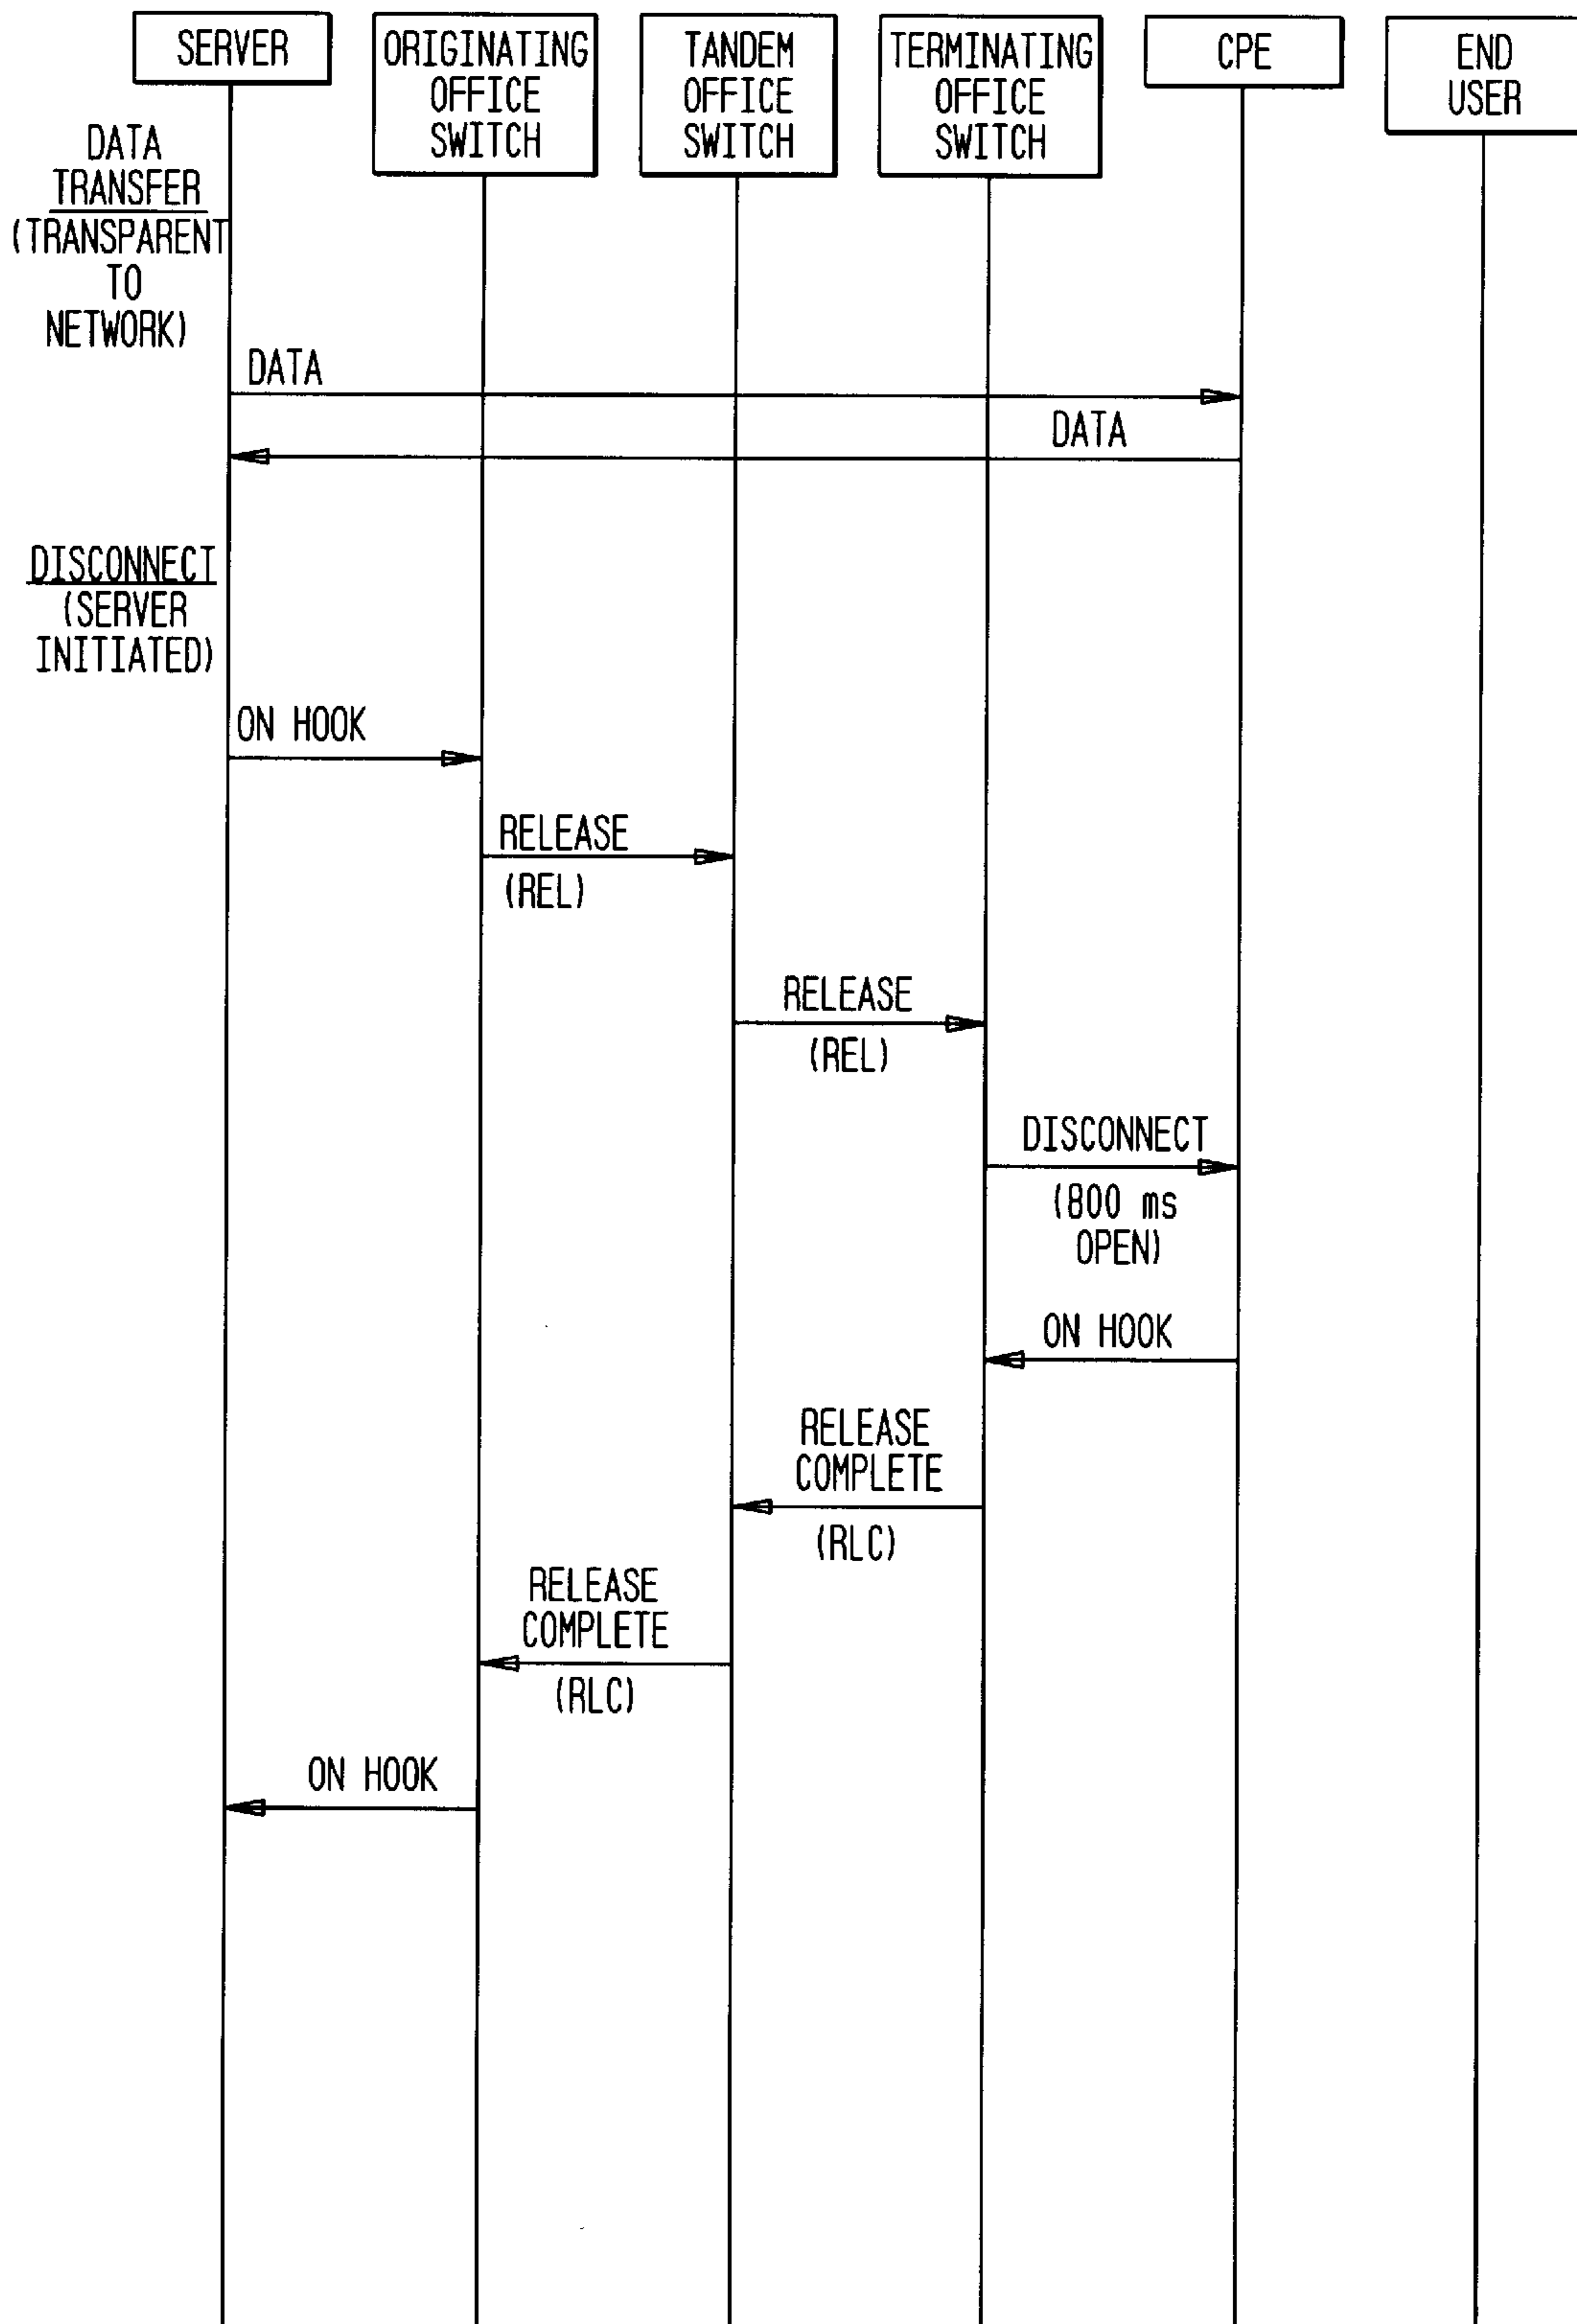 SERVER
ORIGINATING
OFFICE
SWITCH
TANDEM
OFFICE
SWITCH
TERMINATING
OFFICE
SWITCH
CPE
END
USER
DATA
TRANSFER
(TRANSPARENT
TO
NETWORK)
DATA
DATA
DISCONNECT
(SERVER
INITIATED)
ON HOOK
RELEASE
(REL)
RELEASE
(REL)
DISCONNECT
(800 ms
OPEN)
ON HOOK
RELEASE
COMPLETE
(RLC)
RELEASE
COMPLETE
(RLC)
ON HOOK